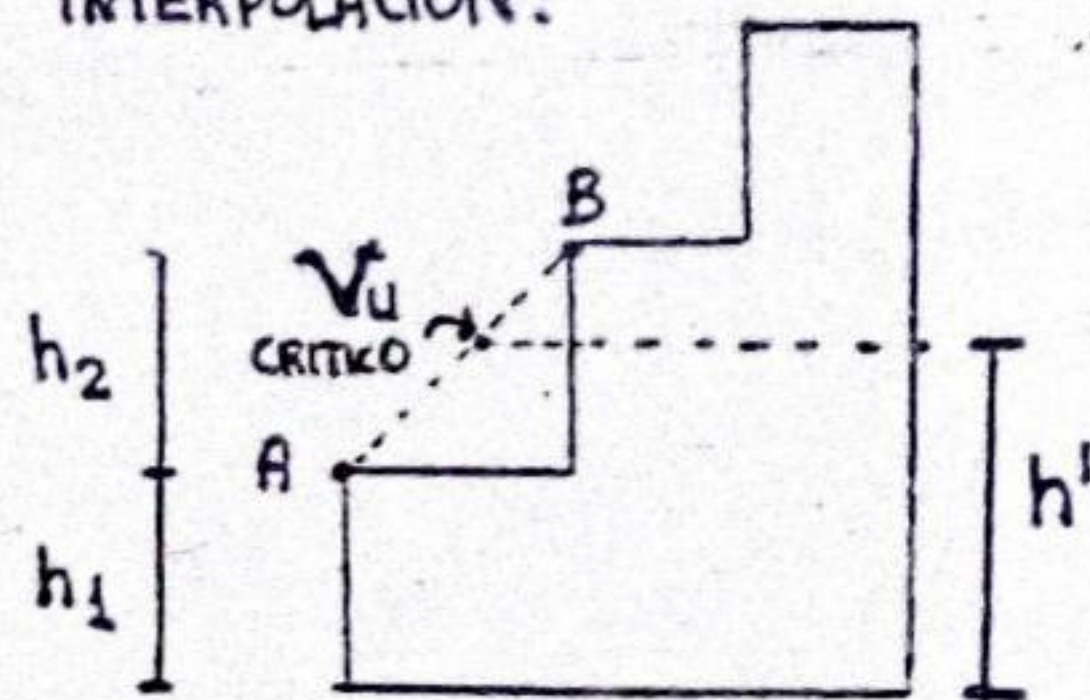 INTERPOLACION.
B
Vu
CRITICO
h2
A
h'
h1